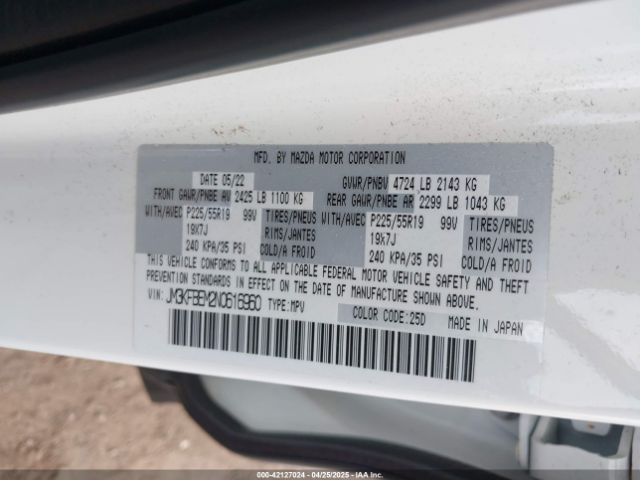 MFD. BY MAZDA MOTOR CORPORATION
DATE 05/22 GVWR/PNBV 4724 LB 2143 KG
FRONT GAWR/PNBE AV 2425 LB 1100 KG REAR GAWR/PNBE AR 2299 LB 1043 KG
WITH/AVEC P225/55R19 99V TIRES/PNEUS WITH/AVEC P225/55R19 99V TIRES/PNEUS
19x7J RIMS/JANTES 19x7J RIMS/JANTES
240 KPA/35 PSI COLD/A FROID 240 KPA/35 PSI COLD/A FROID
THIS VEHICLE CONFORMS TO ALL APPLICABLE FEDERAL MOTOR VEHICLE SAFETY AND THEFT
PREVENTION STANDARDS IN EFFECT ON THE DATE OF MANUFACTURE SHOWN ABOVE.
VIN: TYPE:MPV COLOR CODE:25D MADE IN JAPAN
00-42127024 | 04/25/2025 - COPART